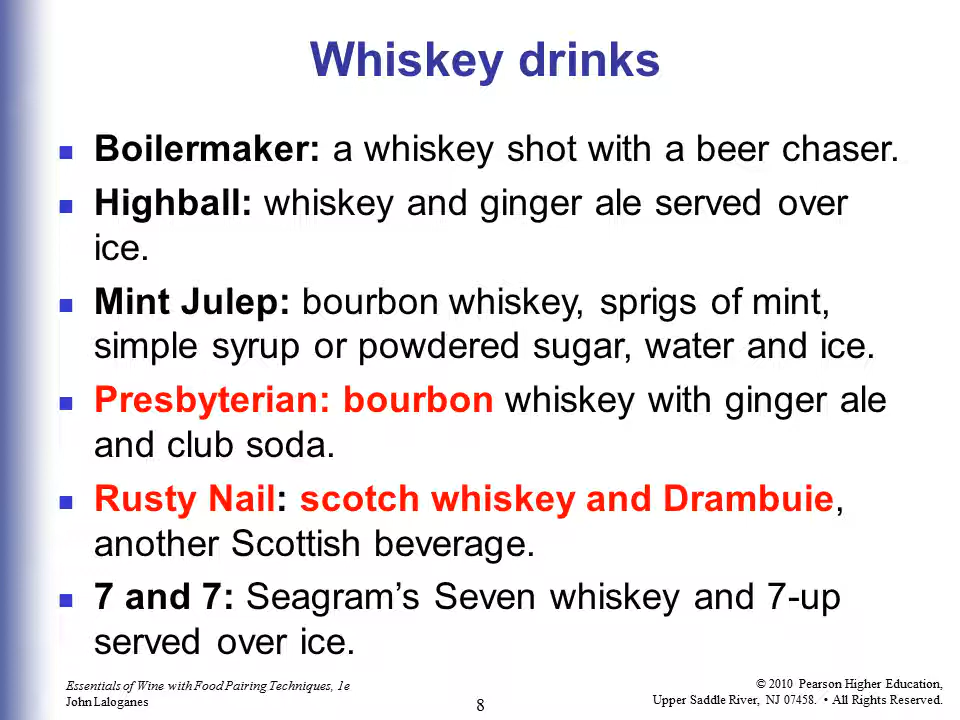 Whiskey drinks
Boilermaker: a whiskey shot with a beer chaser.
Highball: whiskey and ginger ale served over
ice.
Mint Julep: bourbon whiskey, sprigs of mint,
simple syrup or powdered sugar, water and ice.
Presbyterian: bourbon whiskey with ginger ale
and club soda.
Rusty Nail: scotch whiskey and Drambuie,
another Scottish beverage.
7 and 7: Seagram’s Seven whiskey and 7-up
served over ice.
Essentials of Wine with Food Pairing Techniques, 1e
John Laloganes
8
© 2010 Pearson Higher Education,
Upper Saddle River, NJ 07458. • All Rights Reserved.